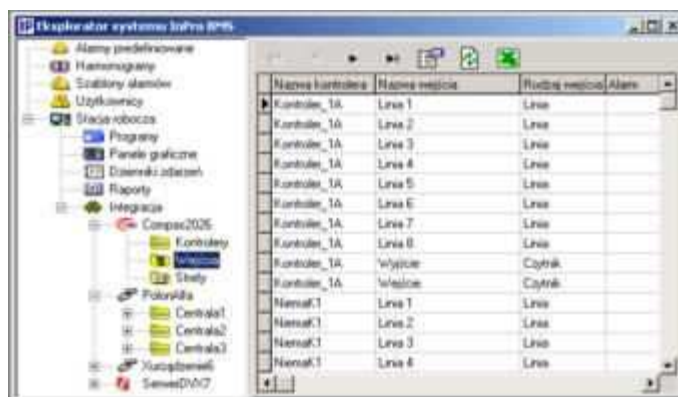 Eksplorator systemu InPro BMS
Alarmy predefiniowane
Harmonogramy
Szablony alarmów
Użytkownicy
Stacja robocza
Programy
Panele graficzne
Dzienniki zdarzeń
Raporty
Integracja
Compas2026
Kontrolery
Wejścia
Strefy
PolonAlfa
Centrala1
Centrala2
Centrala3
Xurządzenie6
SerwerDVX7
Nazwa kontrolera Nazwa wejścia Rodzaj wejścia Alarm
Kontroler_1A Linia 1 Linia
Kontroler_1A Linia 2 Linia
Kontroler_1A Linia 3 Linia
Kontroler_1A Linia 4 Linia
Kontroler_1A Linia 5 Linia
Kontroler_1A Linia 6 Linia
Kontroler_1A Linia 7 Linia
Kontroler_1A Linia 8 Linia
Kontroler_1A Wyjście Czytnik
Kontroler_1A Wejście Czytnik
NiemaK1 Linia 1 Linia
NiemaK1 Linia 2 Linia
NiemaK1 Linia 3 Linia
NiemaK1 Linia 4 Linia